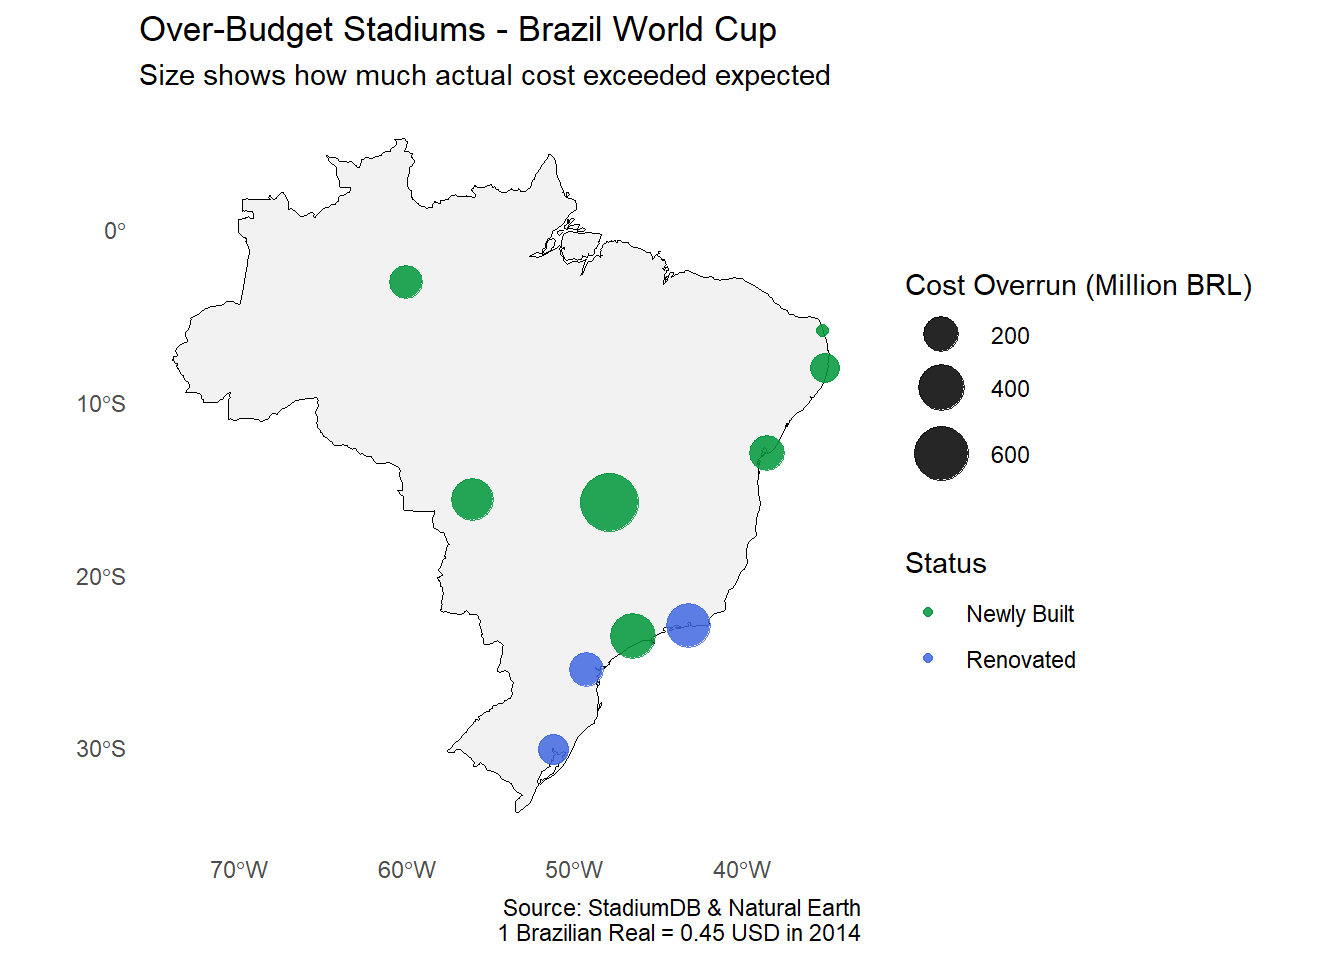 Over-Budget Stadiums - Brazil World Cup
Size shows how much actual cost exceeded expected
0°
10°S
20°S
30°S
70°W
60°W
50°W
40°W
Cost Overrun (Million BRL)
200
400
600
Status
Newly Built
Renovated
Source: StadiumDB & Natural Earth
1 Brazilian Real = 0.45 USD in 2014